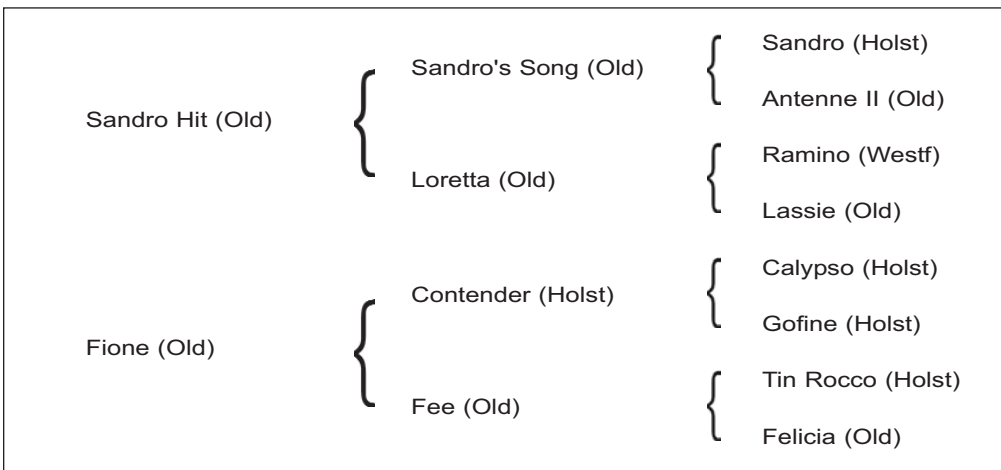 Sandro (Holst)
Sandro's Song (Old)
Antenne II (Old)
Sandro Hit (Old)
Ramino (Westf)
Loretta (Old)
Lassie (Old)
Calypso (Holst)
Contender (Holst)
Gofine (Holst)
Fione (Old)
Tin Rocco (Holst)
Fee (Old)
Felicia (Old)